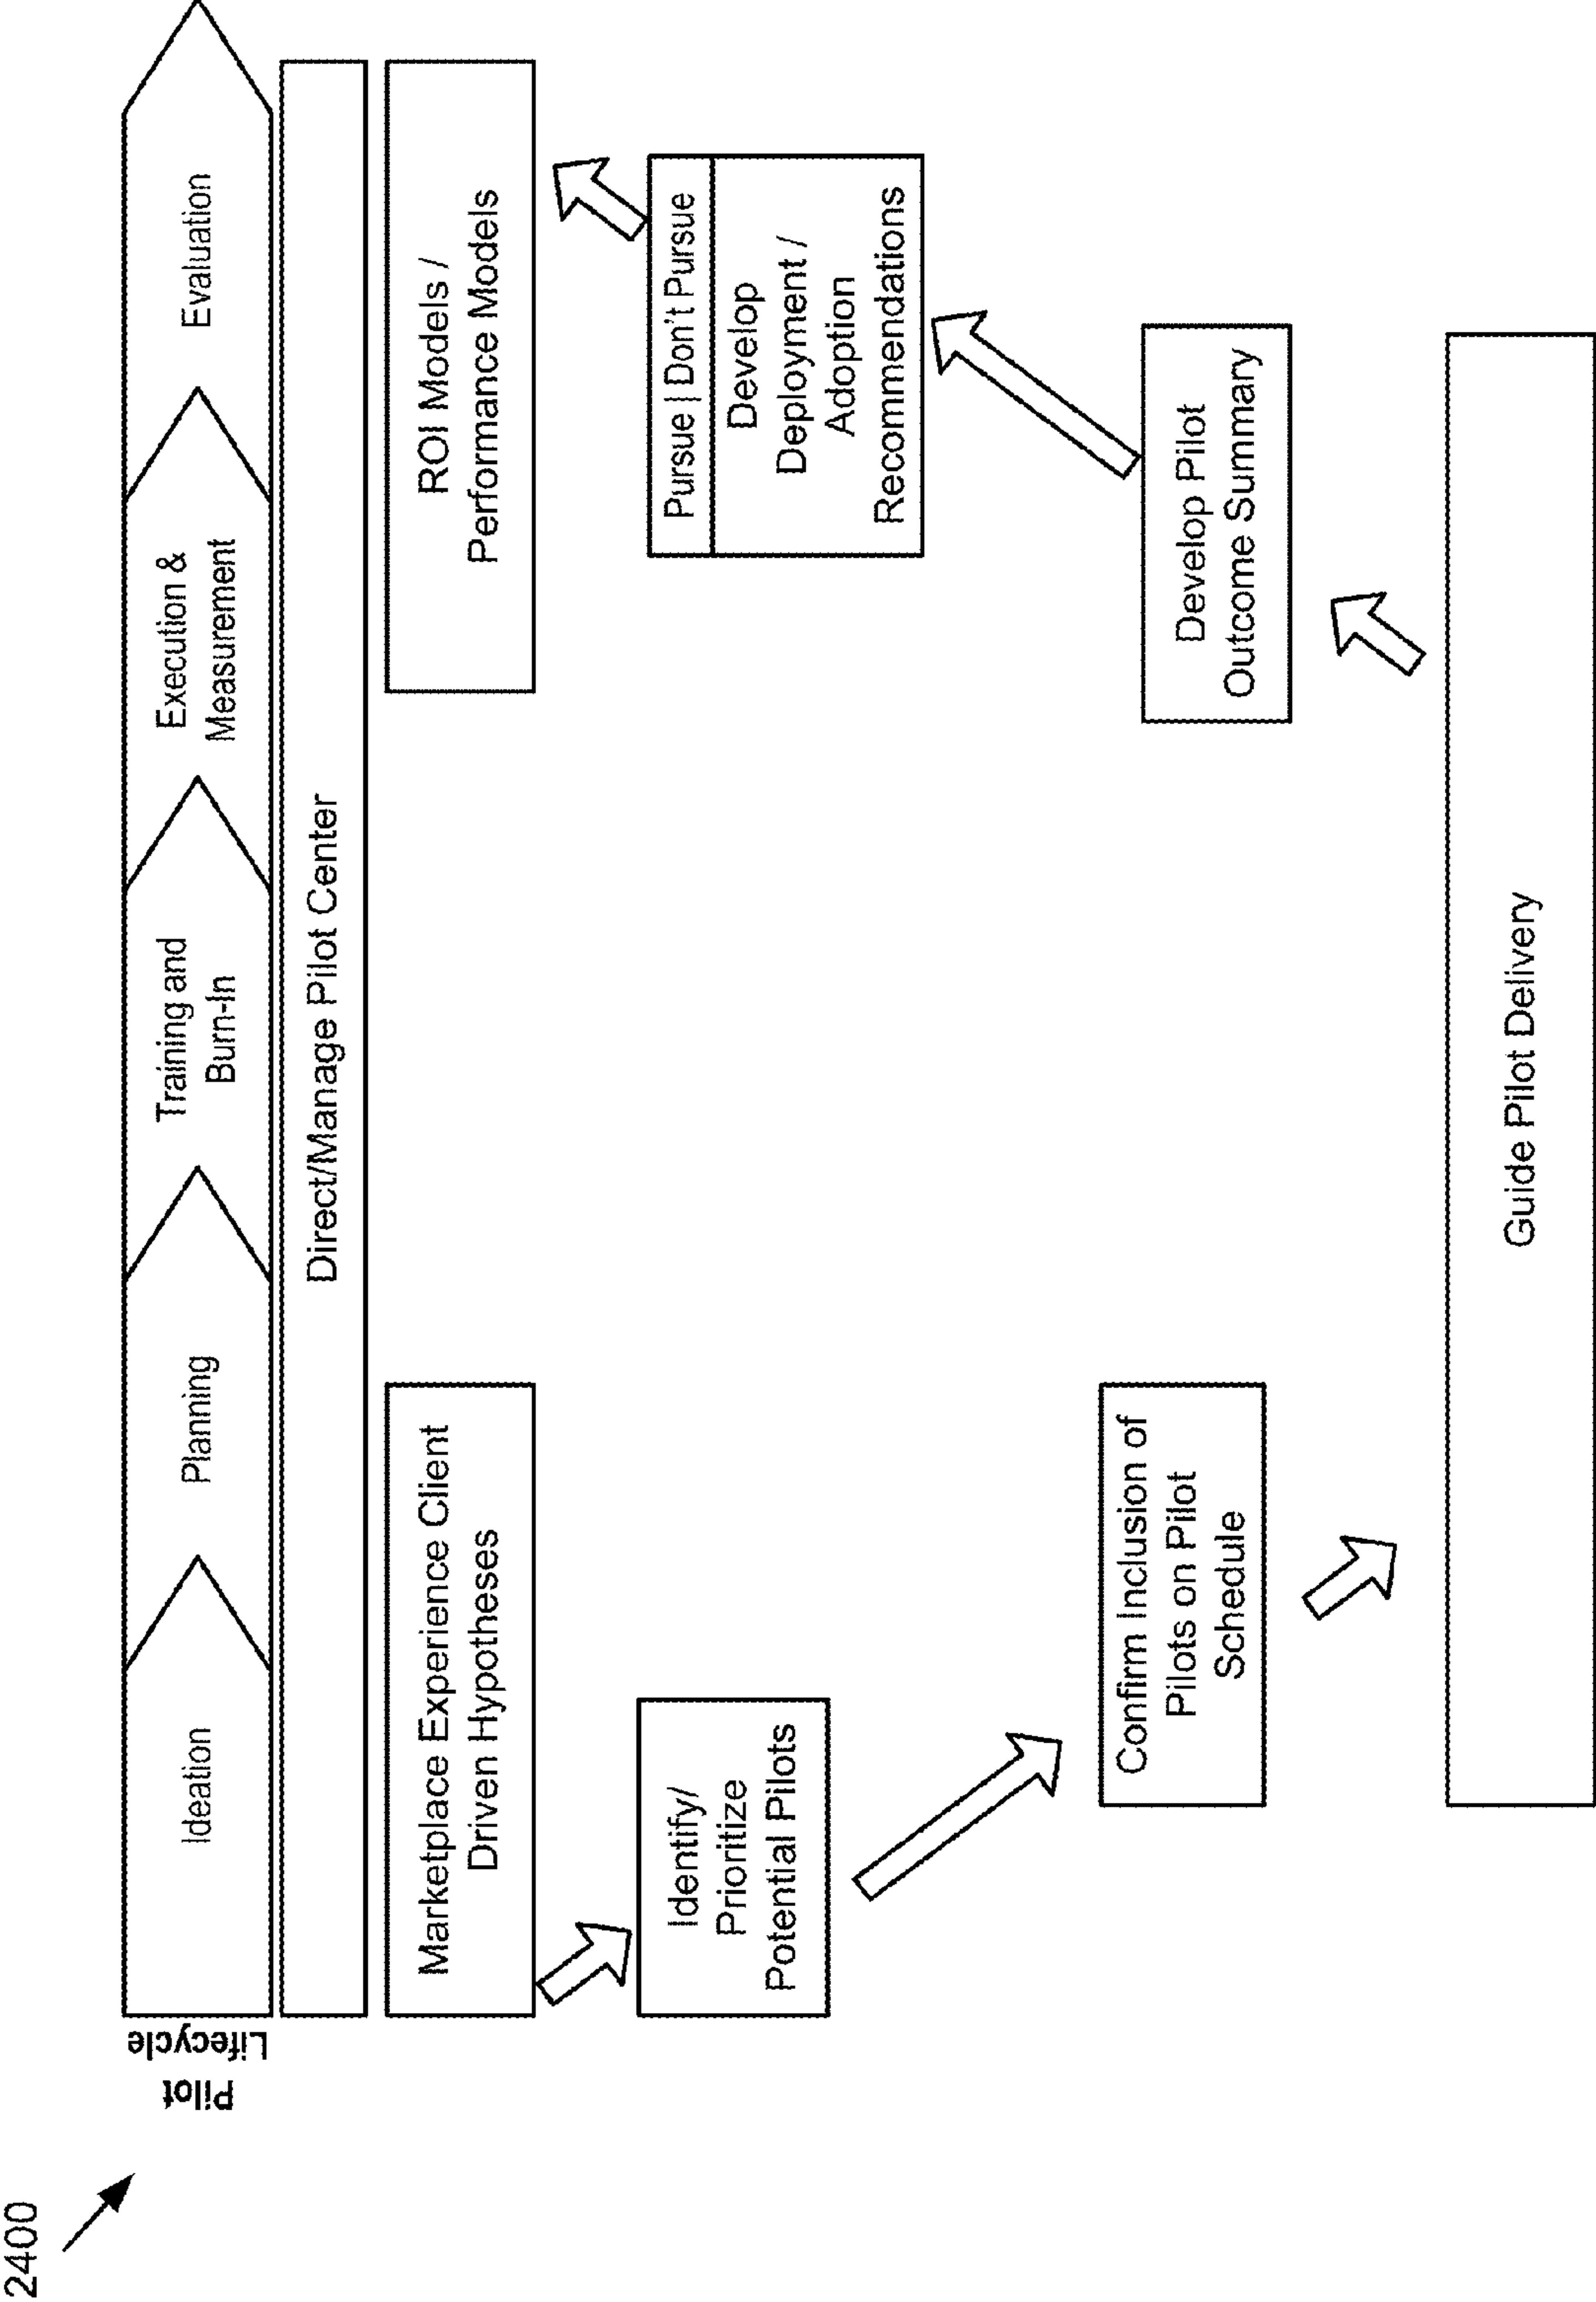 2400
Pilot
Lifecycle
Ideation
Planning
Training and
Burn-In
Execution &
Measurement
Evaluation
Direct/Manage Pilot Center
Marketplace Experience Client
Driven Hypotheses
ROI Models /
Performance Models
Identify/
Prioritize
Potential Pilots
Pursue | Don't Pursue
Develop
Deployment /
Adoption
Recommendations
Confirm Inclusion of
Pilots on Pilot
Schedule
Develop Pilot
Outcome Summary
Guide Pilot Delivery